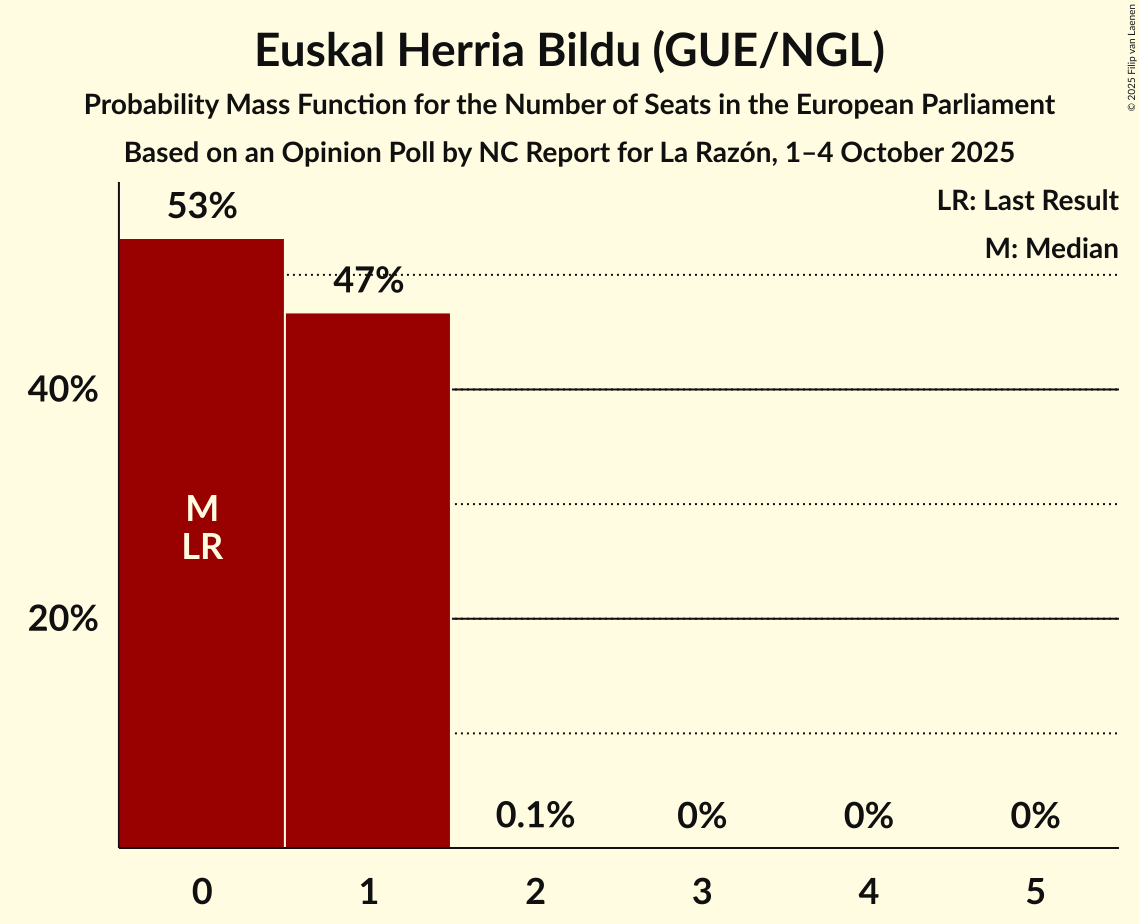 Euskal Herria Bildu (GUE/NGL)
Probability Mass Function for the Number of Seats in the European Parliament
Based on an Opinion Poll by NC Report for La Razón, 1–4 October 2025
© 2025 Filip van Laenen
LR: Last Result
M: Median
53%
47%
40%
20%
M
LR
0.1%
0%
0%
0%
0
1
2
3
4
5